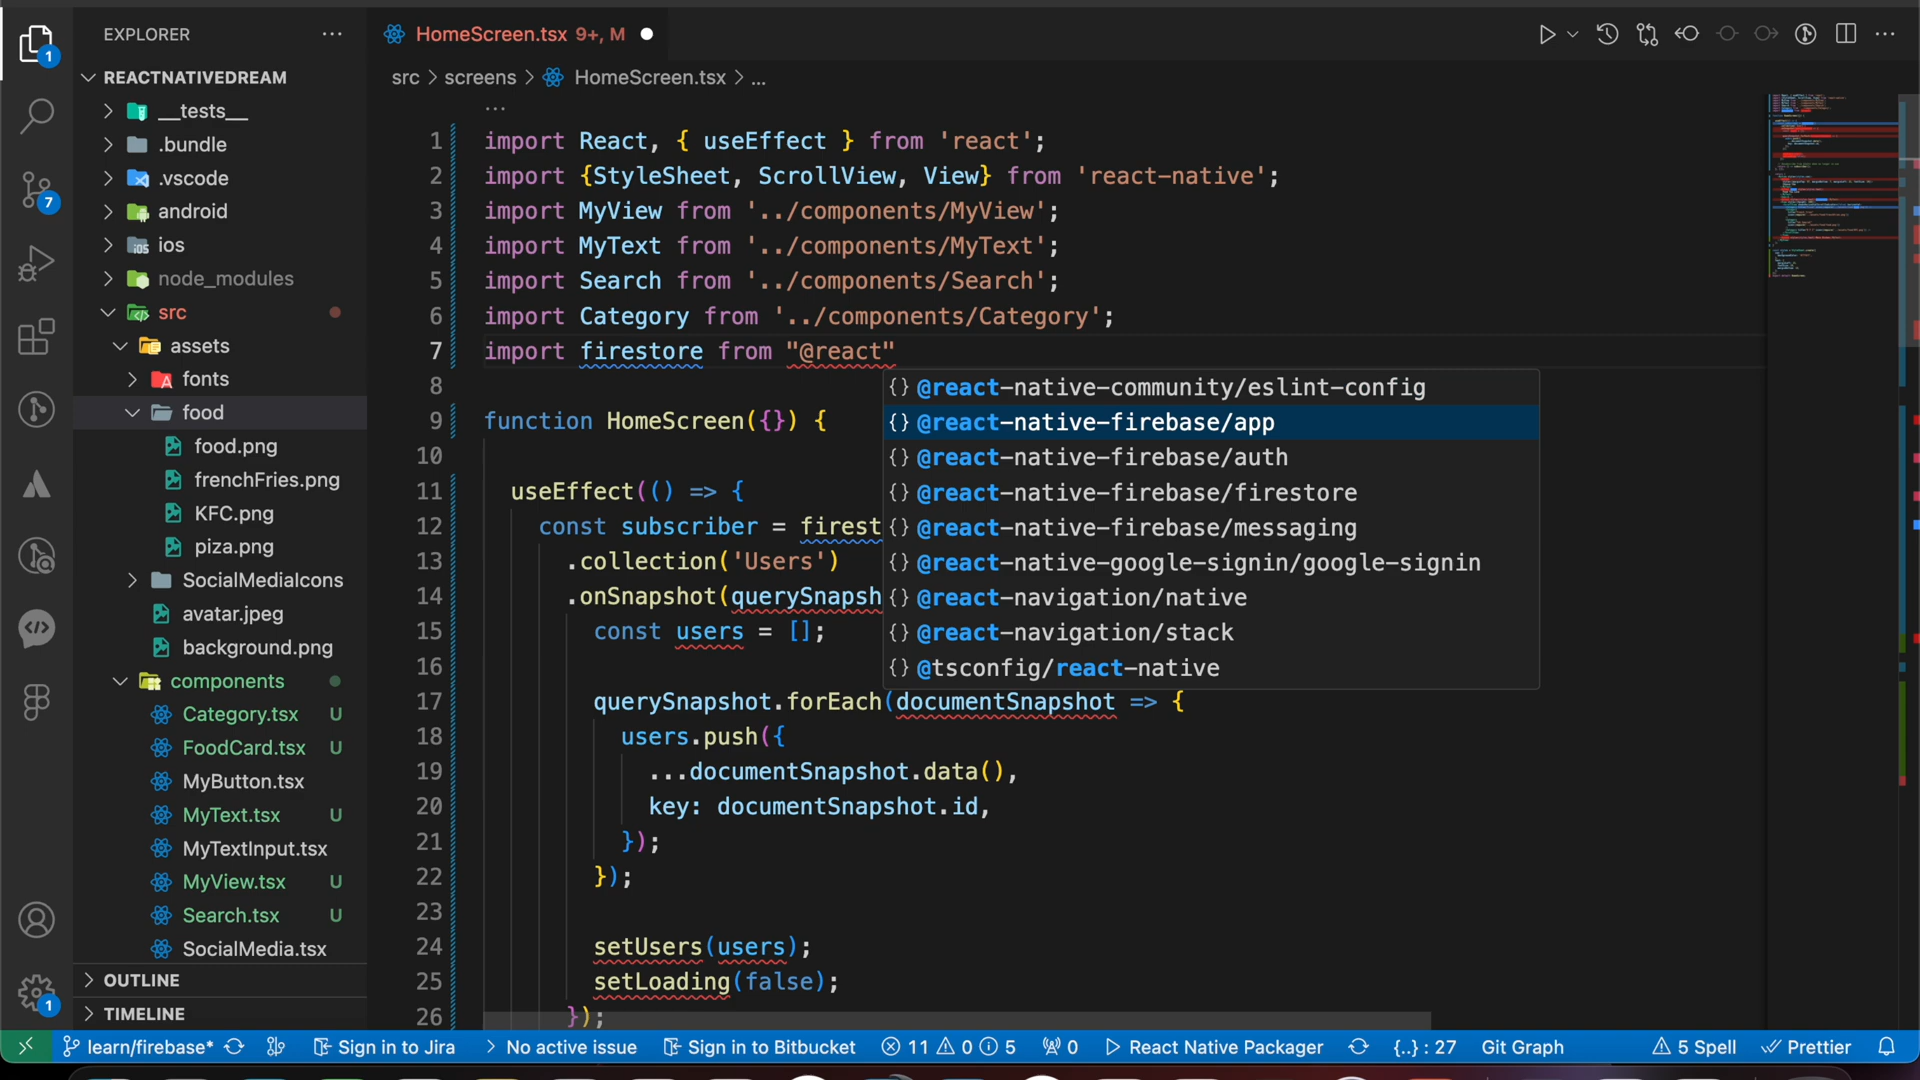 EXPLORER
HomeScreen.tsx 9+, M
REACTNATIVEDREAM
src > screens > HomeScreen.tsx > ...
__tests__
.bundle
.vscode
android
ios
node_modules
src
assets
fonts
food
food.png
frenchFries.png
KFC.png
piza.png
SocialMediaIcons
avatar.jpeg
background.png
components
Category.tsx U
FoodCard.tsx U
MyButton.tsx
MyText.tsx U
MyTextInput.tsx
MyView.tsx U
Search.tsx U
SocialMedia.tsx
OUTLINE
TIMELINE
1
7
1
1 import React, { useEffect } from 'react';
2 import {StyleSheet, ScrollView, View} from 'react-native';
3 import MyView from '../components/MyView';
4 import MyText from '../components/MyText';
5 import Search from '../components/Search';
6 import Category from '../components/Category';
7 import firestore from "@react"
8
9 function HomeScreen({}) {
10
11 useEffect(() => {
12 const subscriber = firest
13 .collection('Users')
14 .onSnapshot(querySnapsh
15 const users = [];
16
17 querySnapshot.forEach(documentSnapshot => {
18 users.push({
19 ...documentSnapshot.data(),
20 key: documentSnapshot.id,
21 });
22 });
23
24 setUsers(users);
25 setLoading(false);
26 });
{} @react-native-community/eslint-config
{} @react-native-firebase/app
{} @react-native-firebase/auth
{} @react-native-firebase/firestore
{} @react-native-firebase/messaging
{} @react-native-google-signin/google-signin
{} @react-navigation/native
{} @react-navigation/stack
{} @tsconfig/react-native
learn/firebase* Sign in to Jira No active issue Sign in to Bitbucket 11 0 5 0 React Native Packager {..} : 27 Git Graph 5 Spell Prettier